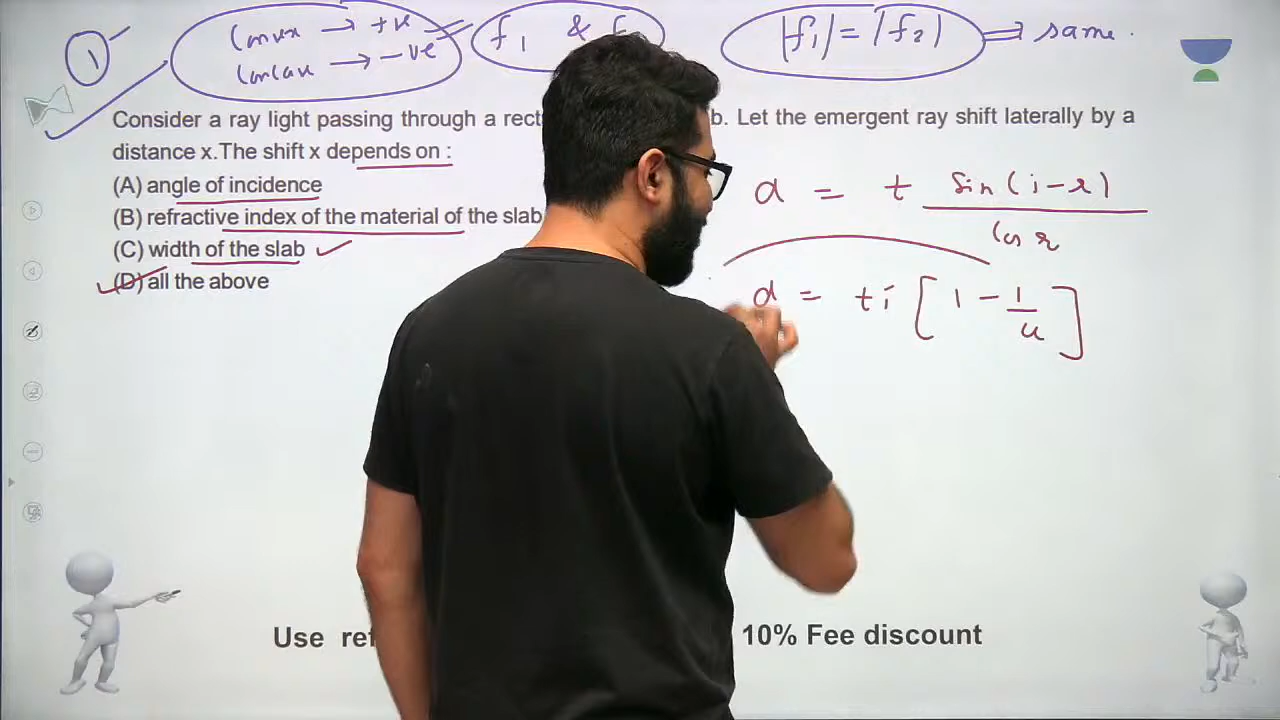 1
Convex → +ve
Concave → -ve
f1 & f
|f1| = |f2| ⇒ same.
Consider a ray light passing through a rect b. Let the emergent ray shift laterally by a
distance x.The shift x depends on :
(A) angle of incidence
(B) refractive index of the material of the slab
(C) width of the slab ✓
(D) all the above
d = t sin(i-r)
cos r
d = ti [1 - 1/u]
Use ref 10% Fee discount